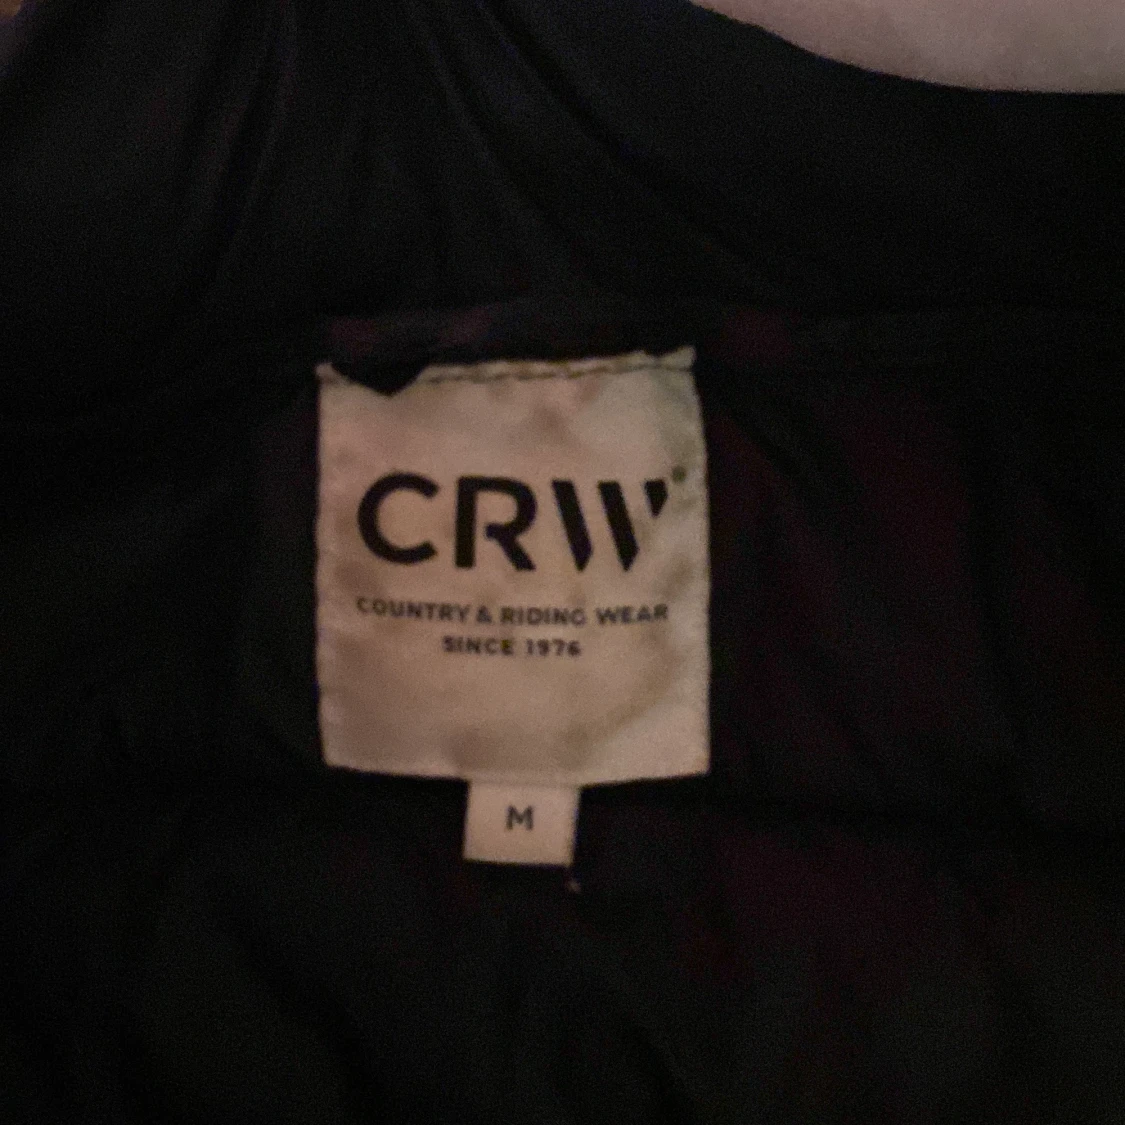 CRW
COUNTRY & RIDING WEAR
SINCE 1976
M